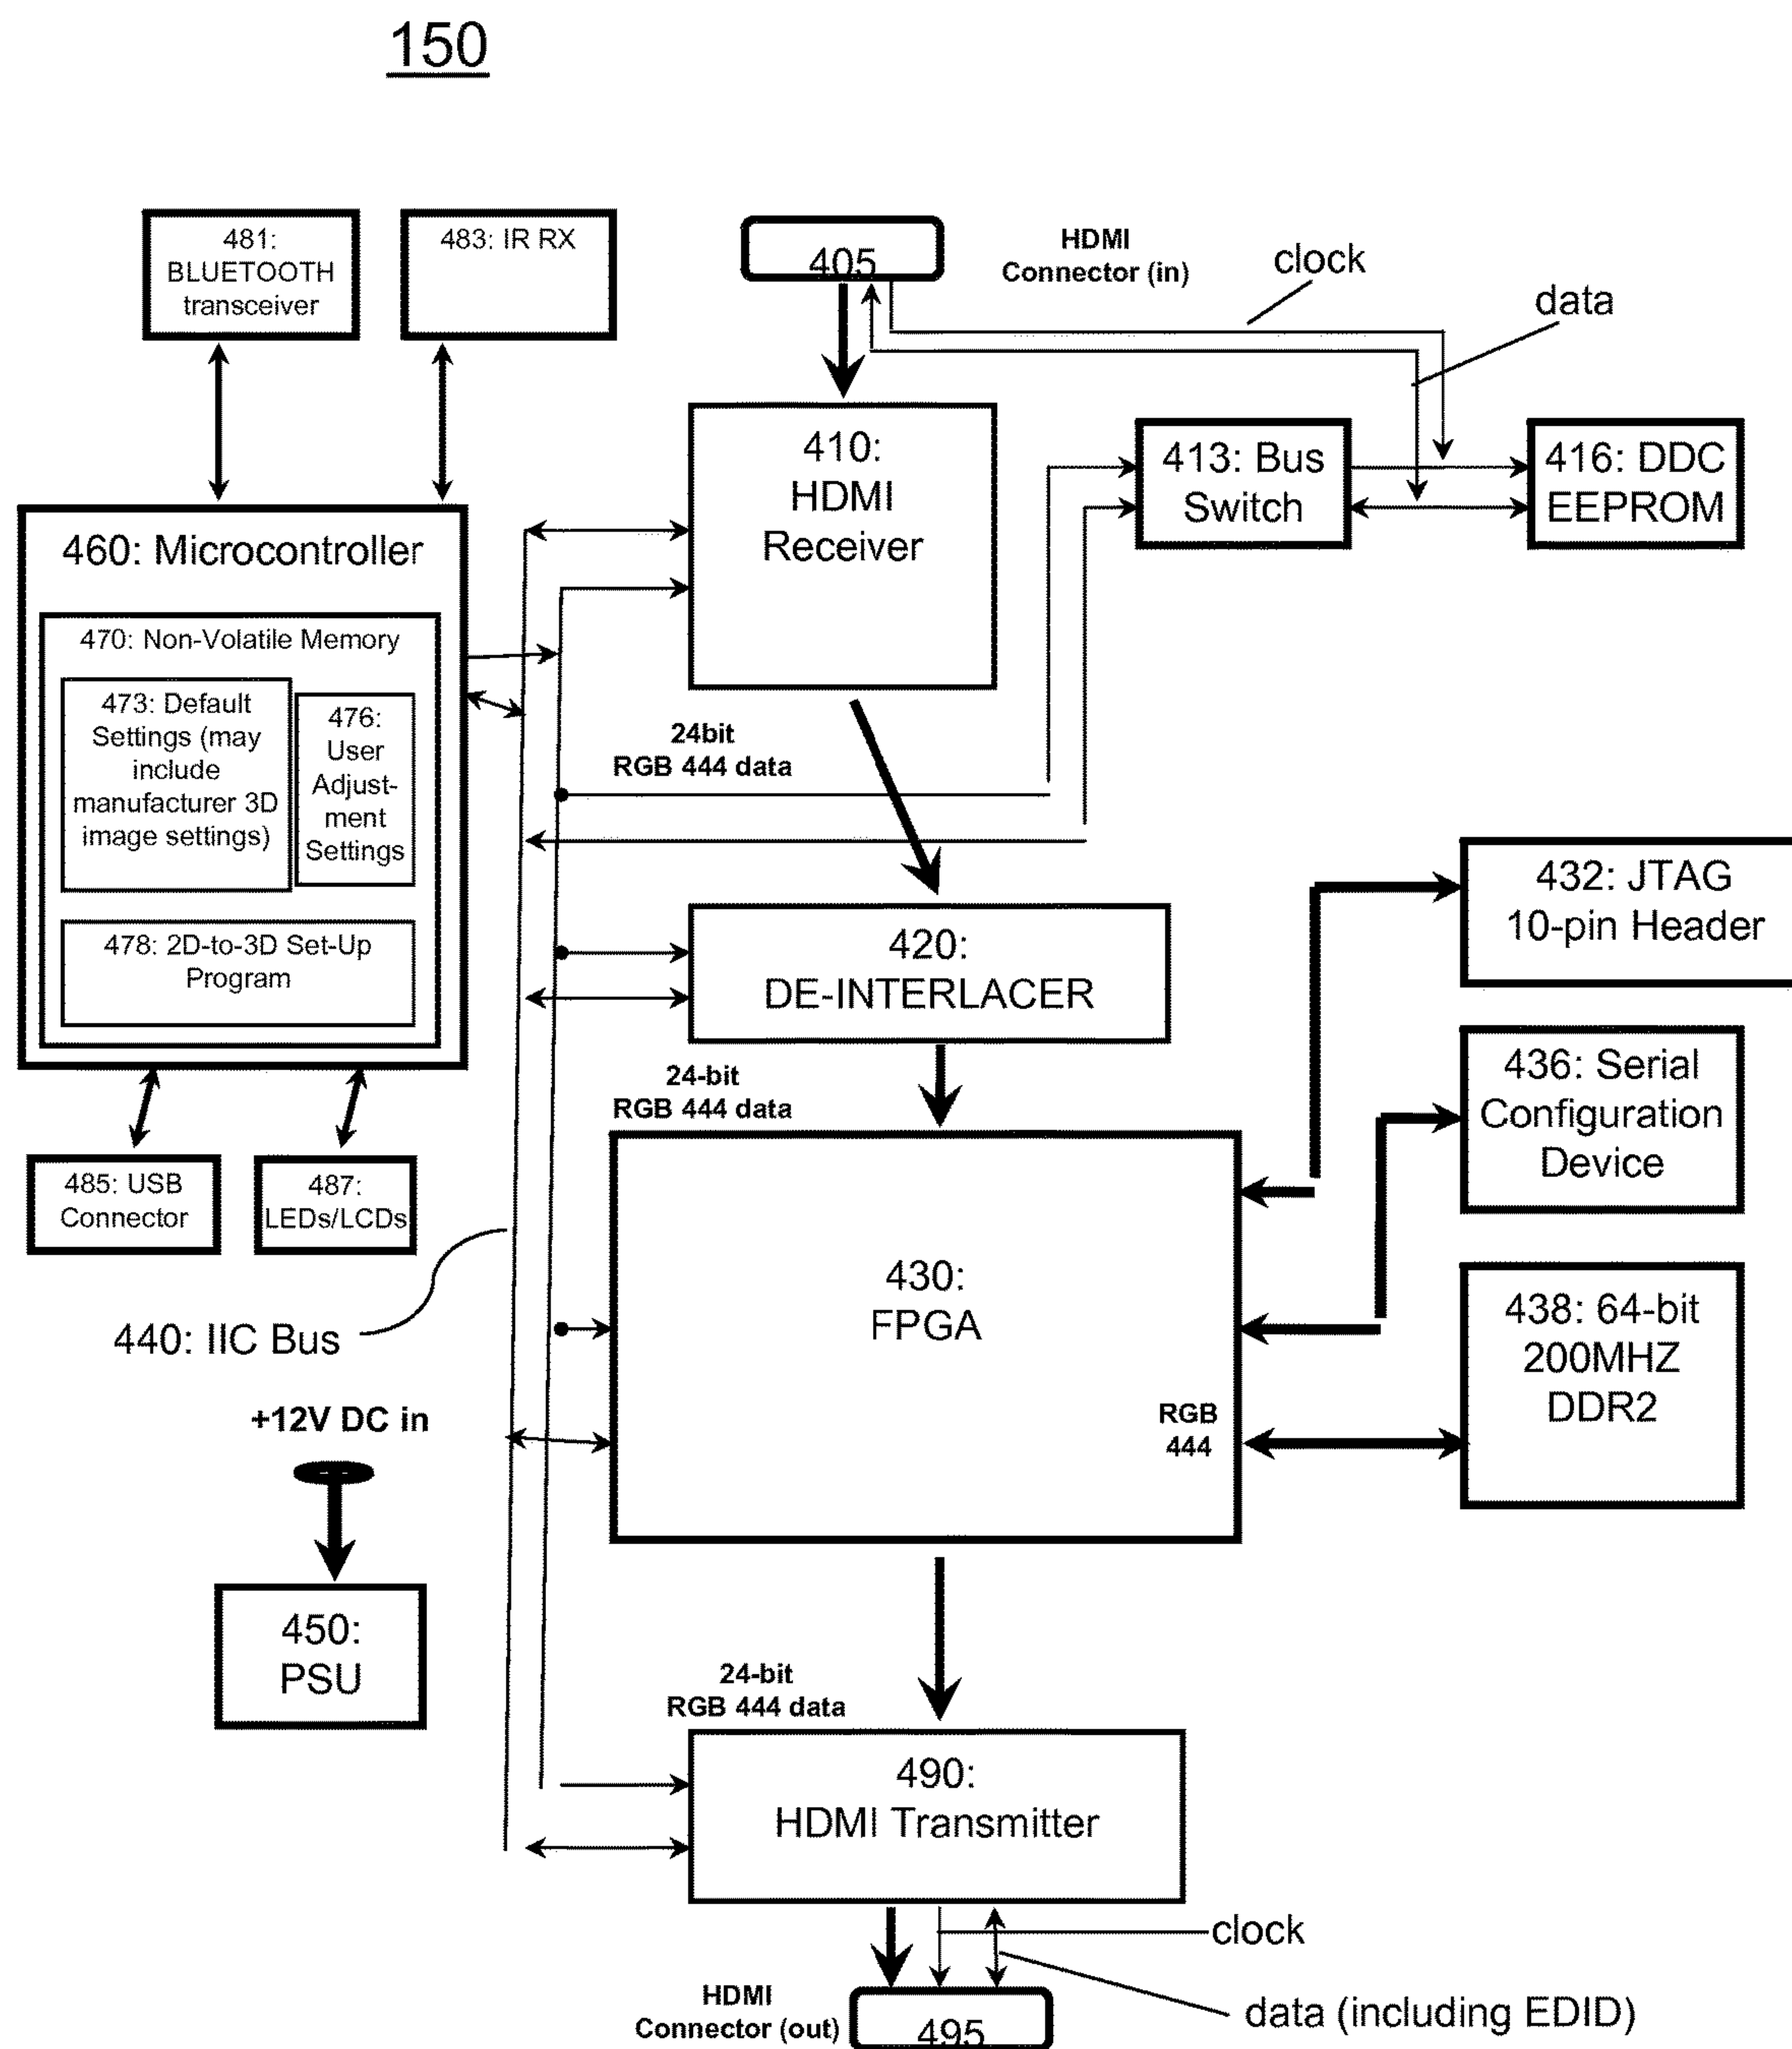 150
481:
BLUETOOTH
transceiver
483: IR RX
405
HDMI
Connector (in)
clock
data
410:
HDMI
Receiver
413: Bus
Switch
416: DDC
EEPROM
460: Microcontroller
470: Non-Volatile Memory
473: Default
Settings (may
include
manufacturer 3D
image settings)
476:
User
Adjust-
ment
Settings
478: 2D-to-3D Set-Up
Program
24bit
RGB 444 data
420:
DE-INTERLACER
432: JTAG
10-pin Header
24-bit
RGB 444 data
436: Serial
Configuration
Device
485: USB
Connector
487:
LEDs/LCDs
430:
FPGA
440: IIC Bus
438: 64-bit
200MHZ
DDR2
RGB
444
+12V DC in
450:
PSU
24-bit
RGB 444 data
490:
HDMI Transmitter
clock
HDMI
Connector (out)
495
data (including EDID)